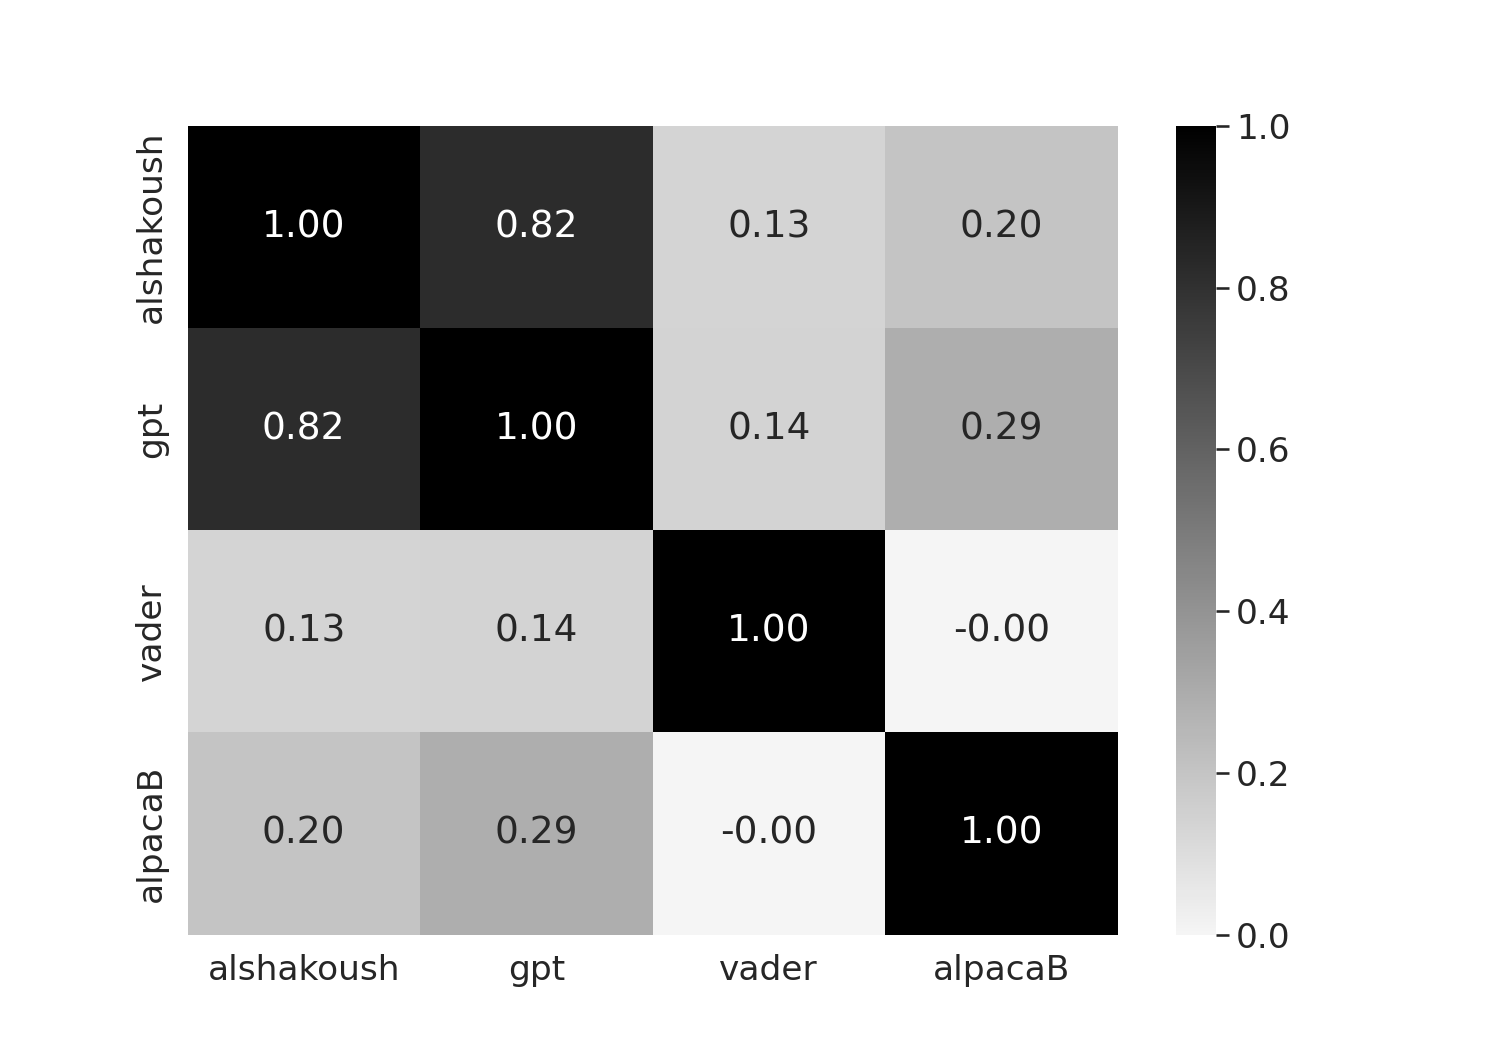 alshakoush 1.00 0.82 0.13 0.20
gpt 0.82 1.00 0.14 0.29
vader 0.13 0.14 1.00 -0.00
alpacaB 0.20 0.29 -0.00 1.00
alshakoush gpt vader alpacaB
1.0
0.8
0.6
0.4
0.2
0.0